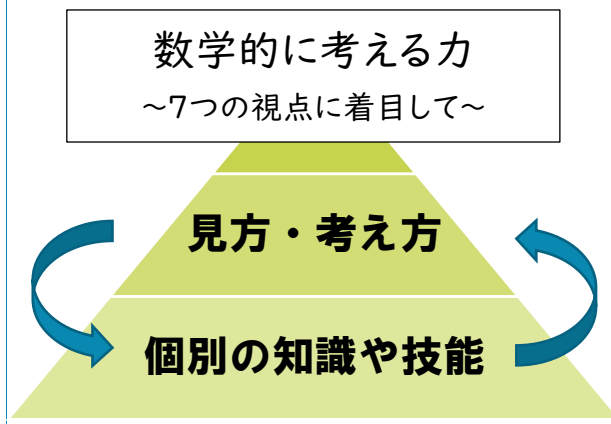 数学的に考える力
～7つの視点に着目して～
見方・考え方
個別の知識や技能